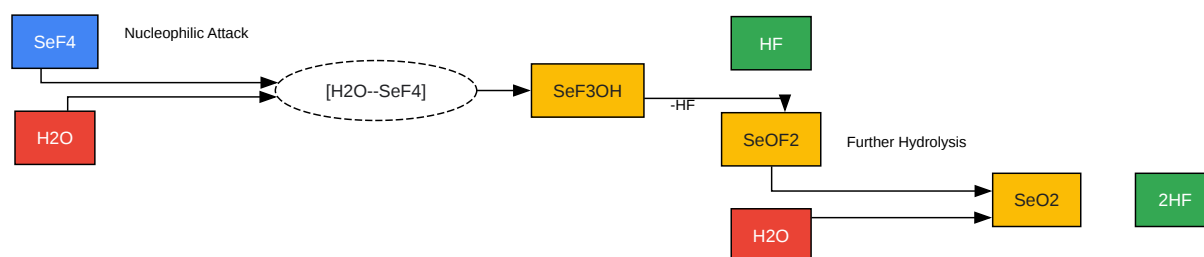 SeF4
Nucleophilic Attack
HF
[H2O--SeF4]
SeF3OH
-HF
H2O
SeOF2
Further Hydrolysis
SeO2
2HF
H2O